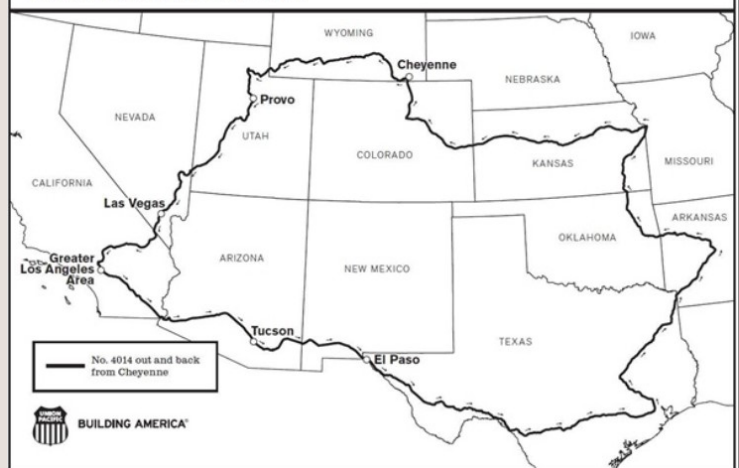 WYOMING
IOWA
Cheyenne
NEBRASKA
Provo
NEVADA
UTAH
COLORADO
KANSAS
MISSOURI
CALIFORNIA
Las Vegas
ARKANSAS
OKLAHOMA
Greater
Los Angeles
Area
ARIZONA
NEW MEXICO
Tucson
TEXAS
El Paso
No. 4014 out and back
from Cheyenne
UNION
PACIFIC
BUILDING AMERICA®